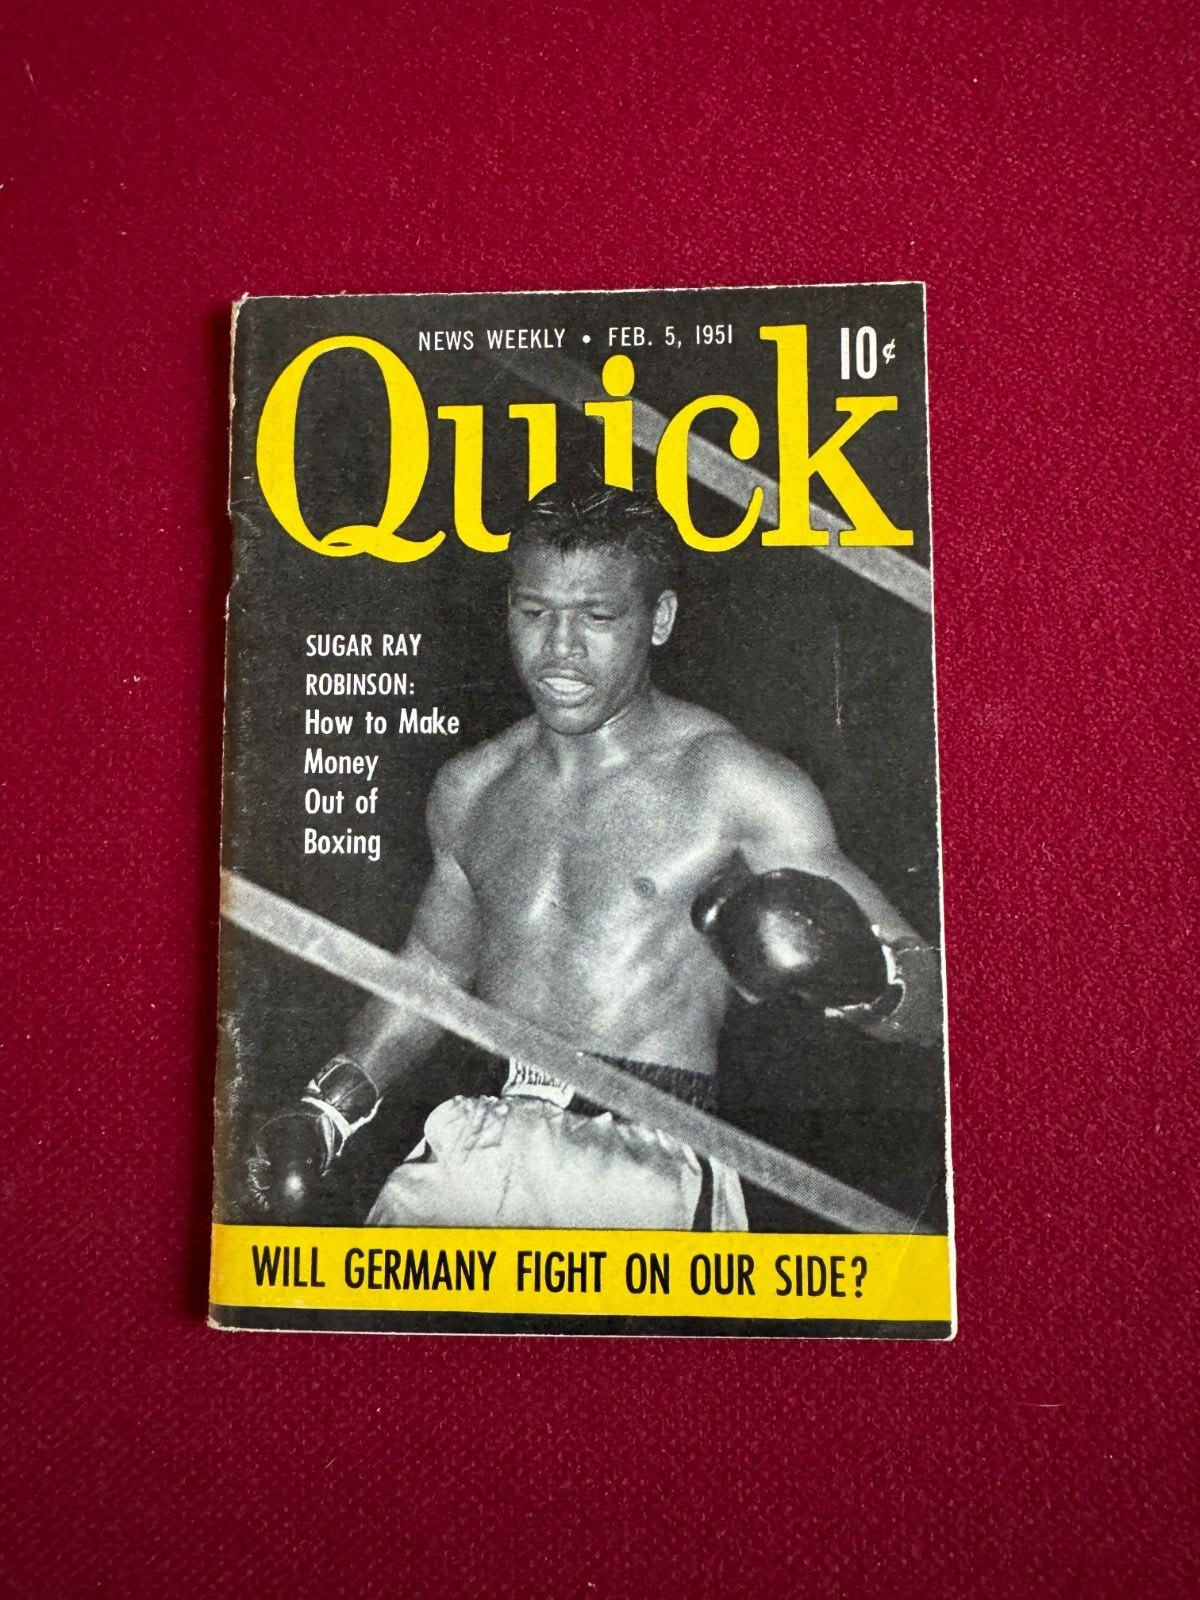 NEWS WEEKLY • FEB. 5, 1951
10¢
Quick
SUGAR RAY
ROBINSON:
How to Make
Money
Out of
Boxing
WILL GERMANY FIGHT ON OUR SIDE?